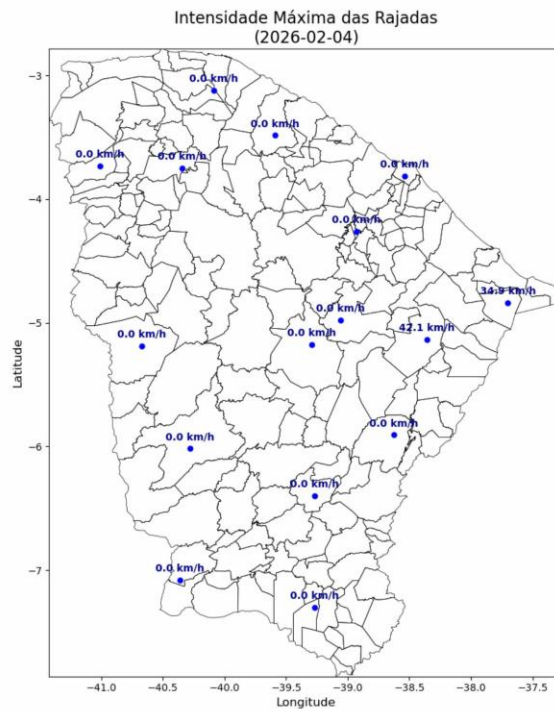 Intensidade Máxima das Rajadas
(2026-02-04)
−3
0.0 km/h
0.0 km/h
0.0 km/h
0.0 km/h
0.0 km/h
−4
0.0 km/h
34.9 km/h
0.0 km/h
−5
0.0 km/h
0.0 km/h
42.1 km/h
Latitude
0.0 km/h
−6
0.0 km/h
0.0 km/h
−7
0.0 km/h
0.0 km/h
−41.0
−40.5
−40.0
−39.5
−39.0
−38.5
−38.0
−37.5
Longitude